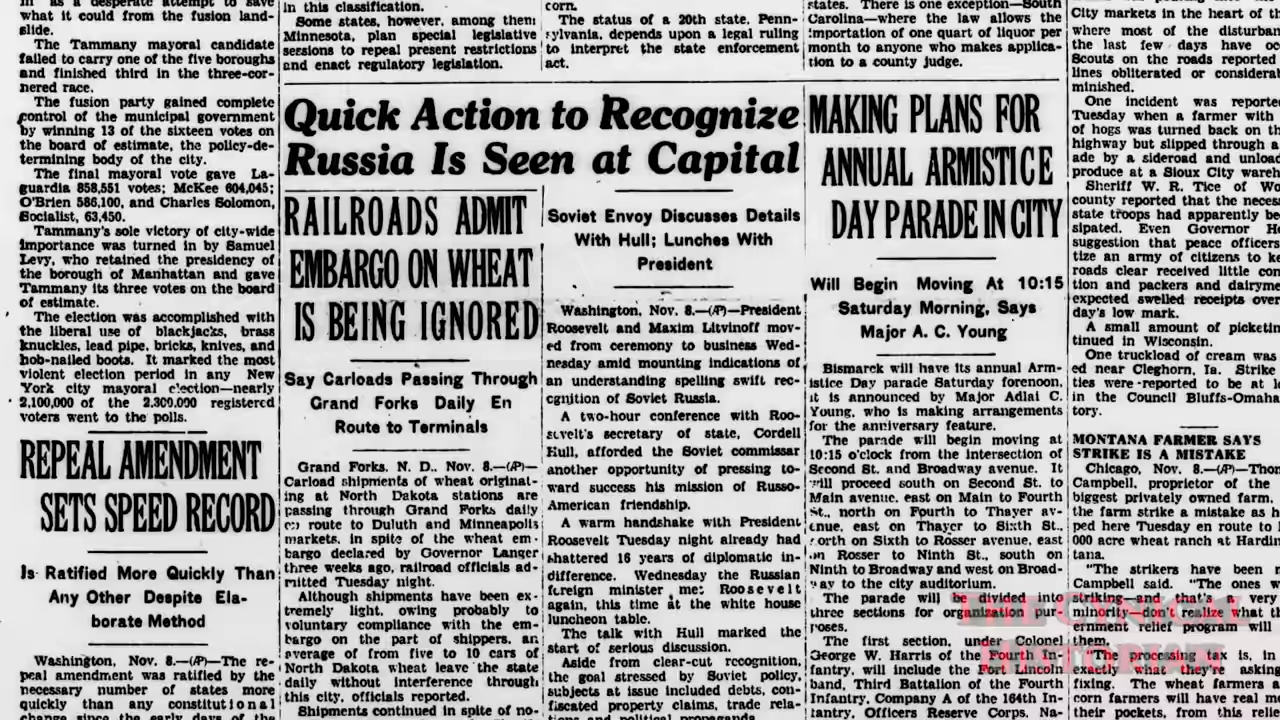 in as a desperate attempt to save
what it could from the fusion land-
slide.
The Tammany mayoral candidate
failed to carry one of the five boroughs
and finished third in the three-cor-
nered race.
The fusion party gained complete
control of the municipal government
by winning 13 of the sixteen votes on
the board of estimate, the policy-de-
termining body of the city.
The final mayoral vote gave La-
guardia 858,551 votes; McKee 604,045;
O'Brien 586,100, and Charles Solomon,
Socialist, 63,450.
Tammany's sole victory of city-wide
importance was turned in by Samuel
Levy, who retained the presidency of
the borough of Manhattan and gave
Tammany its three votes on the board
of estimate.
The election was accomplished with
the liberal use of blackjacks, brass
knuckles, lead pipe, bricks, knives, and
hob-nailed boots. It marked the most
violent election period in any New
York city mayoral election—nearly
2,100,000 of the 2,309,000 registered
voters went to the polls.
REPEAL AMENDMENT
SETS SPEED RECORD
Is Ratified More Quickly Than
Any Other Despite Ela-
borate Method
Washington, Nov. 8.—(AP)—The re-
peal amendment was ratified by the
necessary number of states more
quickly than any constitutional
change since the early days of the
in this classification.
Some states, however, among them
Minnesota, plan special legislative
sessions to repeal present restrictions
and enact regulatory legislation.
corn.
The status of a 20th state, Penn-
sylvania, depends upon a legal ruling
to interpret the state enforcement
act.
states. There is one exception—South
Carolina—where the law allows the
importation of one quart of liquor per
month to anyone who makes applica-
tion to a county judge.
Quick Action to Recognize
Russia Is Seen at Capital
RAILROADS ADMIT
EMBARGO ON WHEAT
IS BEING IGNORED
Say Carloads Passing Through
Grand Forks Daily En
Route to Terminals
Grand Forks, N. D., Nov. 8.—(AP)—
Carload shipments of wheat originat-
ing at North Dakota stations are
passing through Grand Forks daily
en route to Duluth and Minneapolis
markets, in spite of the wheat em-
bargo declared by Governor Langer
three weeks ago, railroad officials ad-
mitted Tuesday night.
Although shipments have been ex-
tremely light, owing probably to
voluntary compliance with the em-
bargo on the part of shippers, an
average of from five to 10 cars of
North Dakota wheat leave the state
daily without interference through
this city, officials reported.
Shipments continued in spite of no-
Soviet Envoy Discusses Details
With Hull; Lunches With
President
Washington, Nov. 8.—(AP)—President
Roosevelt and Maxim Litvinoff mov-
ed from ceremony to business Wed-
nesday amid mounting indications of
an understanding spelling swift rec-
ognition of Soviet Russia.
A two-hour conference with Roo-
sevelt's secretary of state, Cordell
Hull, afforded the Soviet commissar
another opportunity of pressing to-
ward success his mission of Russo-
American friendship.
A warm handshake with President
Roosevelt Tuesday night already had
shattered 16 years of diplomatic in-
difference. Wednesday the Russian
foreign minister met Roosevelt
again, this time at the white house
luncheon table.
The talk with Hull marked the
start of serious discussion.
Aside from clear-cut recognition,
the goal stressed by Soviet policy,
subjects at issue included debts, con-
fiscated property claims, trade rela-
tions and political propaganda.
MAKING PLANS FOR
ANNUAL ARMISTICE
DAY PARADE IN CITY
Will Begin Moving At 10:15
Saturday Morning, Says
Major A. C. Young
Bismarck will have its annual Arm-
istice Day parade Saturday forenoon,
it is announced by Major Adlai C.
Young, who is making arrangements
for the anniversary feature.
The parade will begin moving at
10:15 o'clock from the intersection of
Second St. and Broadway avenue. It
will proceed south on Second St. to
Main avenue, east on Main to Fourth
St., north on Fourth to Thayer av-
enue, east on Thayer to Sixth St.,
north on Sixth to Rosser avenue, east
on Rosser to Ninth St., south on
Ninth to Broadway and west on Broad-
way to the city auditorium.
The parade will be divided into
three sections for organization pur-
poses.
The first section, under Colonel
George W. Harris of the Fourth In-
fantry, will include the Fort Lincoln
band, Third Battalion of the Fourth
Infantry, Company A of the 164th In-
fantry, Officers Reserve Corps, Na-
City markets in the heart of th
where most of the disturban
the last few days have oc
Scouts on the roads reported
lines obliterated or considera
minished.
One incident was reporte
Tuesday when a farmer with
of hogs was turned back on th
highway but slipped through a
ade by a sideroad and unload
produce at a Sioux City wareh
Sheriff W. R. Tice of Wo
county reported that the neces
state troops had apparently be
sipated. Even Governor He
suggestion that peace officers
tize an army of citizens to ke
roads clear received little con
tion and packers and dairyme
expected swelled receipts over
day's low mark.
A small amount of picketin
tinued in Wisconsin.
One truckload of cream was
ed near Cleghorn, Ia. Strike
ties were reported to be at l
in the Council Bluffs-Omaha
tory.
MONTANA FARMER SAYS
STRIKE IS A MISTAKE
Chicago, Nov. 8.—(AP)—Thom
Campbell, proprietor of the
biggest privately owned farm,
the farm strike a mistake as h
ped here Tuesday en route to
000 acre wheat ranch at Hardin
tana.
"The strikers have been m
Campbell said. "The ones w
striking—and that's a very
minority—don't realize what th
ernment relief program will
them.
"The processing tax is, in
exactly what they're asking
fixing. The wheat farmers a
corn farmers will have real m
their pockets, from this relie
THE CYNICAL
HISTORIAN